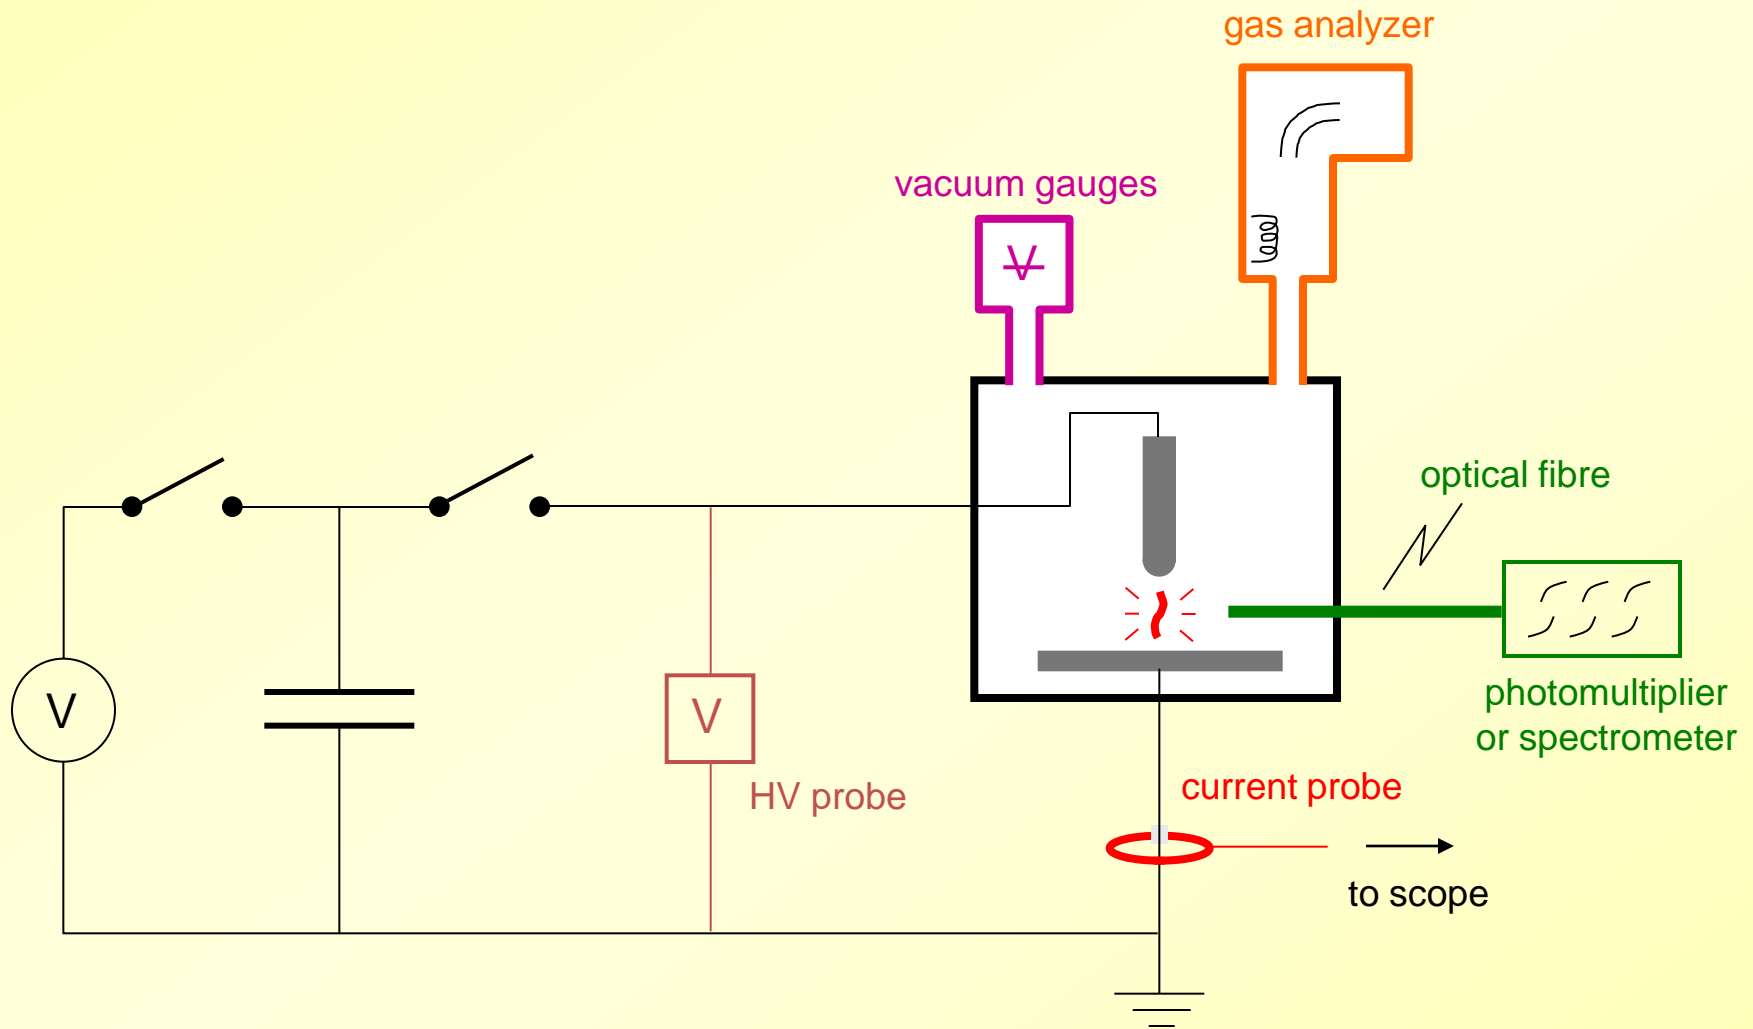 gas analyzer
vacuum gauges
V
optical fibre
V
V
HV probe
photomultiplier
or spectrometer
current probe
to scope